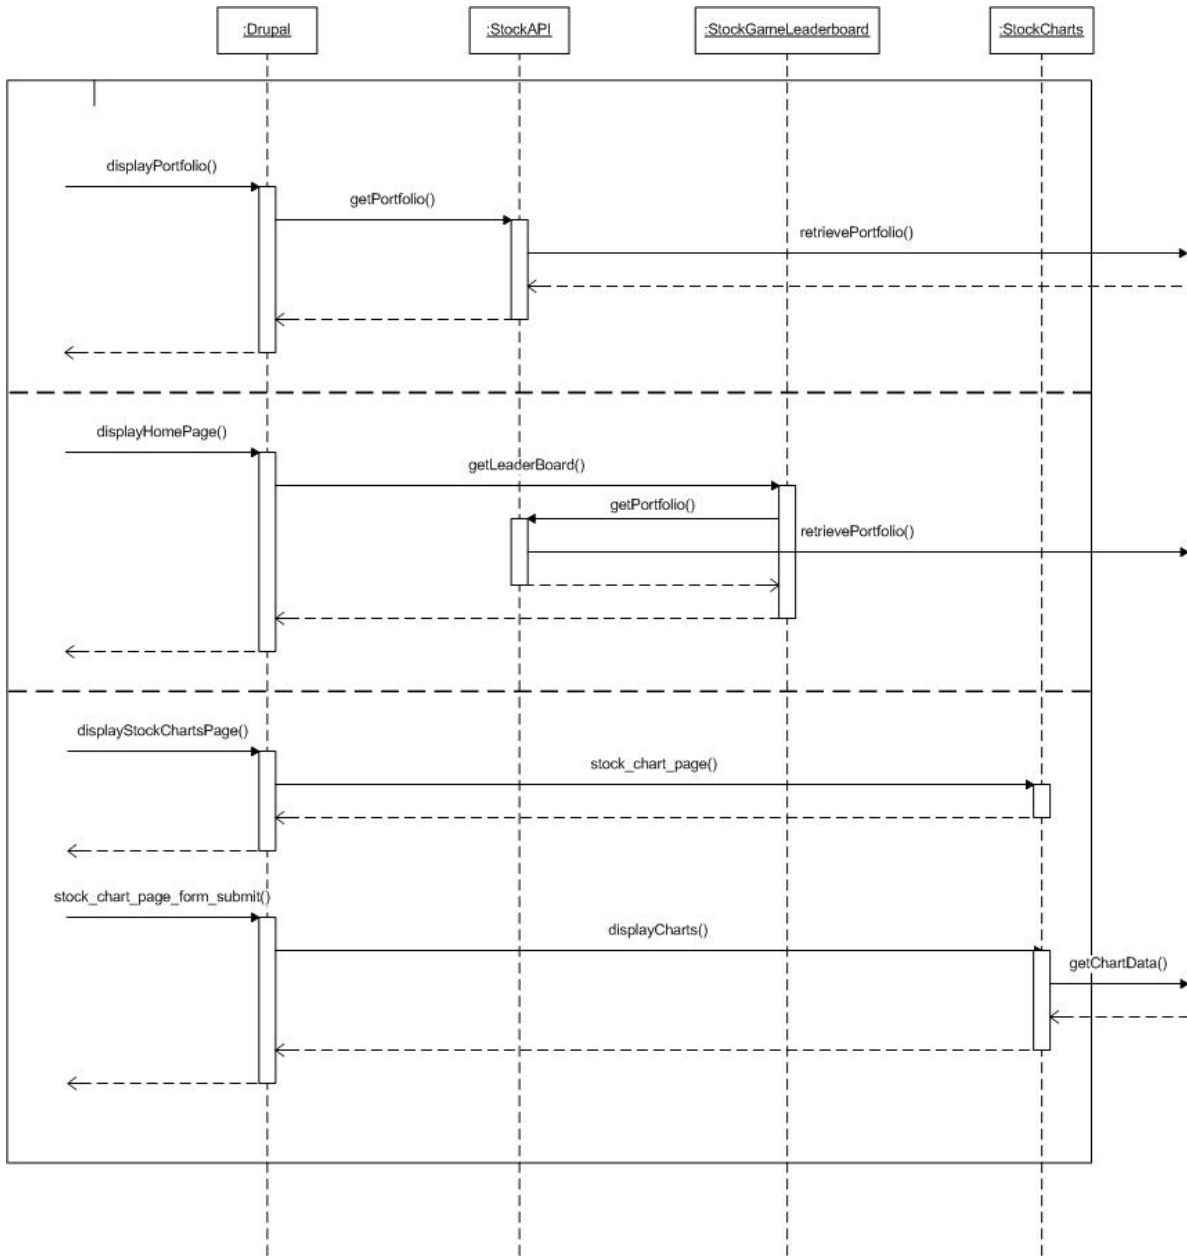 :Drupal
:StockAPI
:StockGameLeaderboard
:StockCharts
displayPortfolio()
getPortfolio()
retrievePortfolio()
displayHomePage()
getLeaderBoard()
getPortfolio()
retrievePortfolio()
displayStockChartsPage()
stock_chart_page()
stock_chart_page_form_submit()
displayCharts()
getChartData()